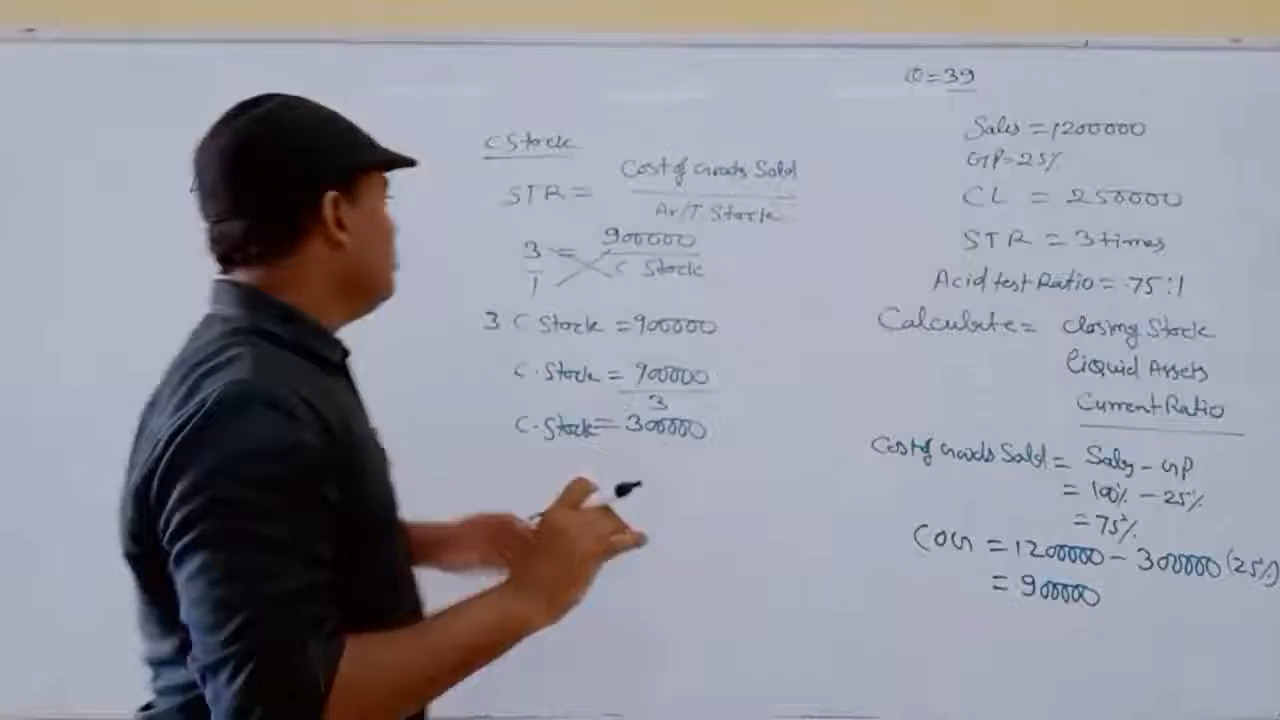 C Stock
STR = Cost of Goods Sold
Av/T Stock
3 = 900000
1 C Stock
3 C Stock = 900000
C. Stock = 900000
3
C. Stock = 300000
Q=39
Sales = 1200000
GP= 25%
CL = 250000
STR = 3 times
Acid test Ratio = .75:1
Calculate = Closing Stock
Liquid Assets
Current Ratio
Cost of Goods Sold = Sales - GP
= 100% - 25%
= 75%
COG = 1200000 - 300000 (25%)
= 900000